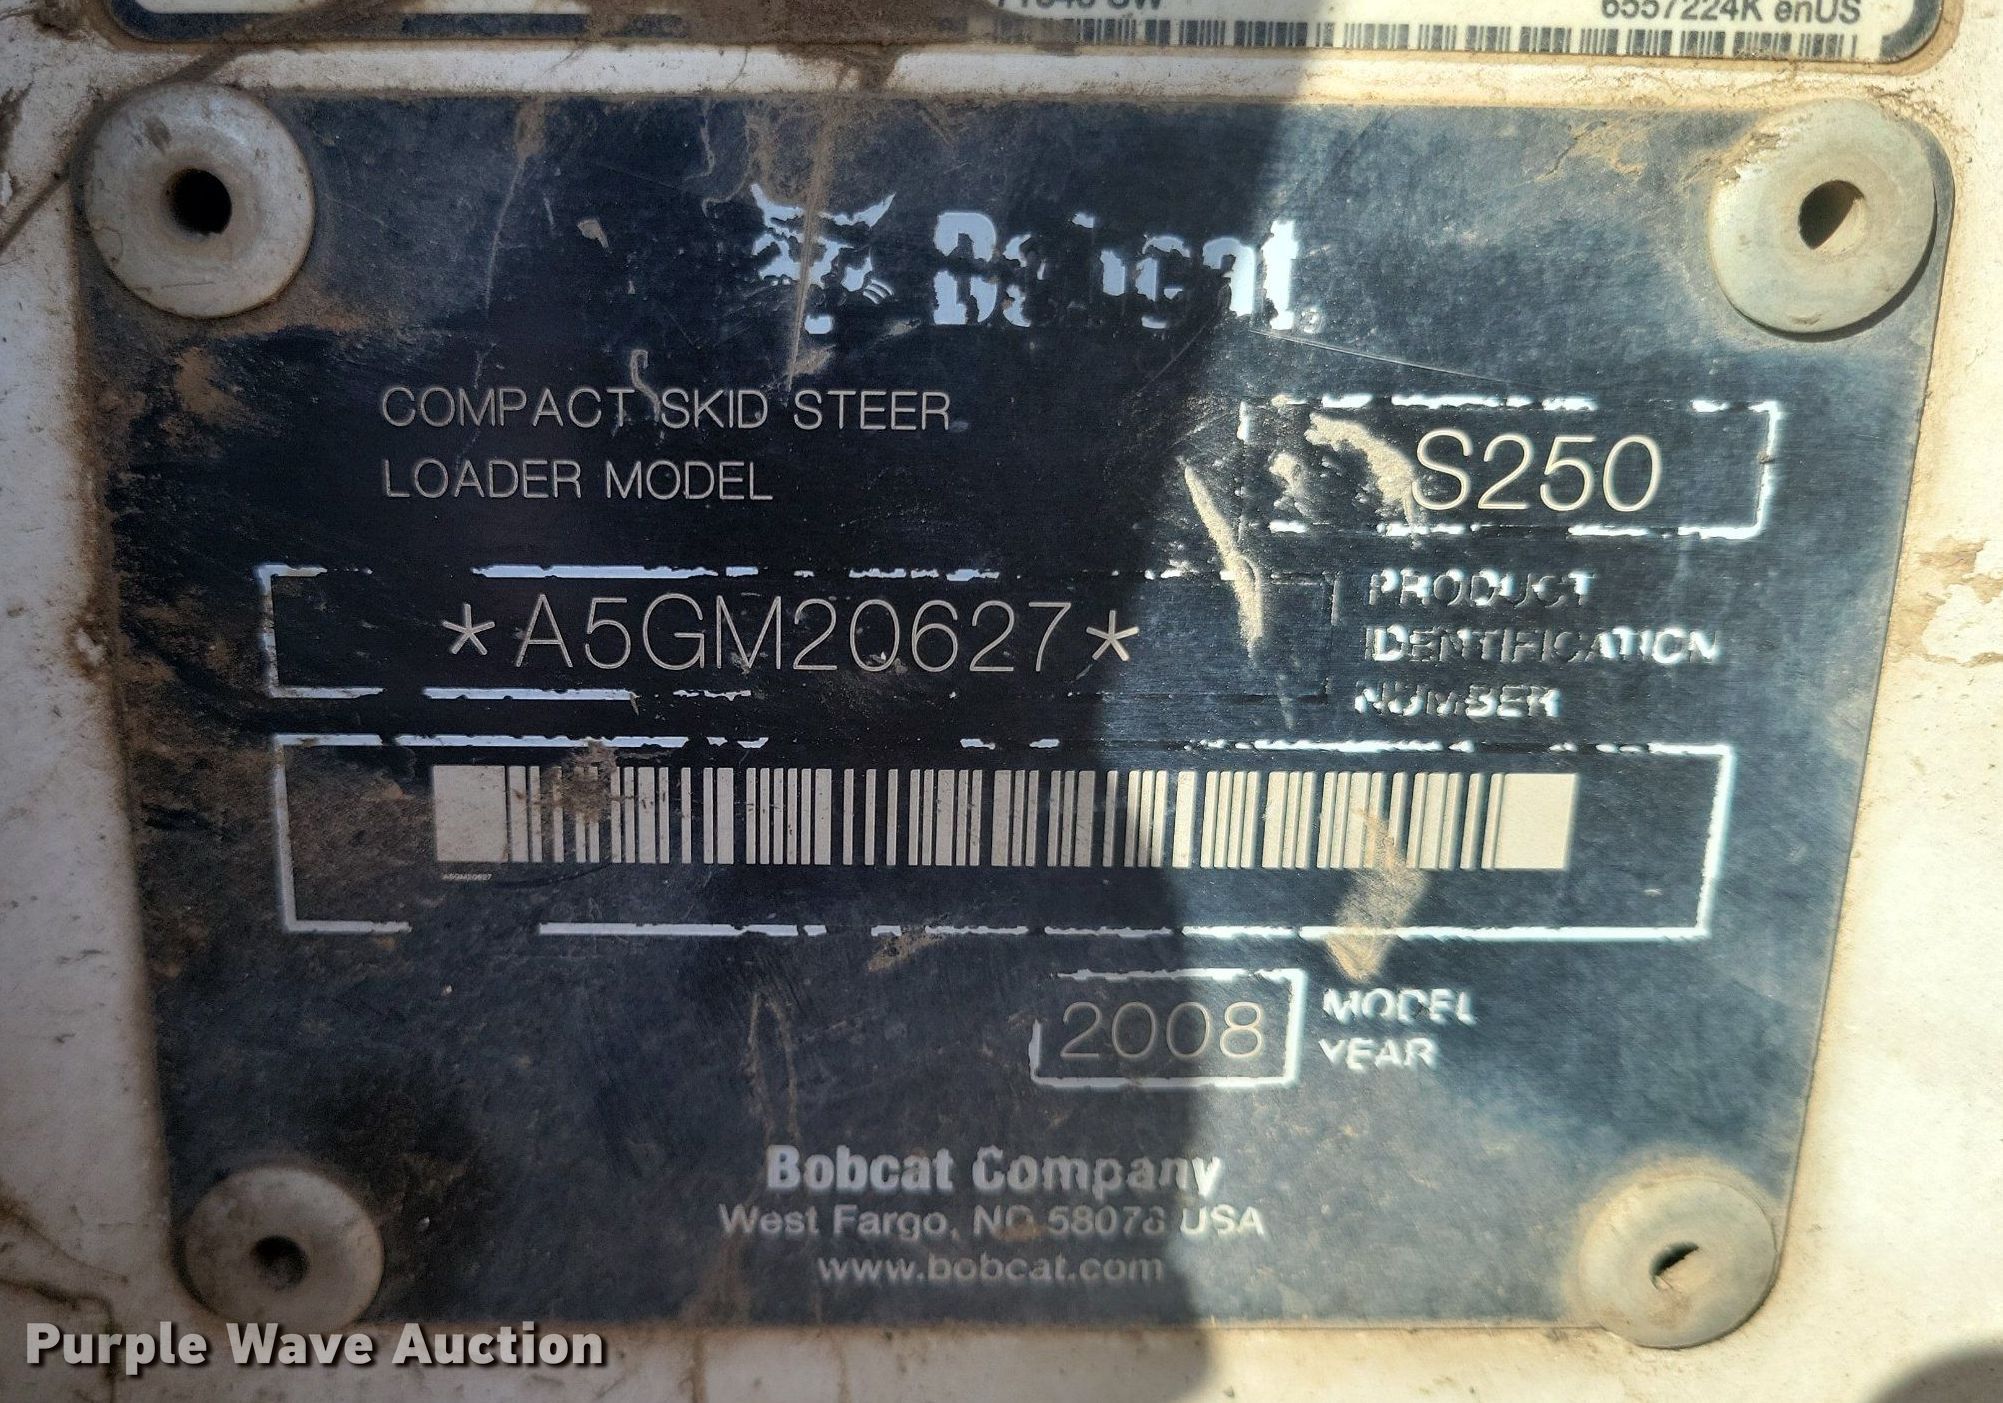 6557224K enUS
Bobcat
COMPACT SKID STEER
LOADER MODEL
S250
*A5GM20627*
PRODUCT
IDENTIFICATION
NUMBER
A5GM20627
2008
MODEL
YEAR
Bobcat Company
West Fargo, ND 58078 USA
www.bobcat.com
Purple Wave Auction